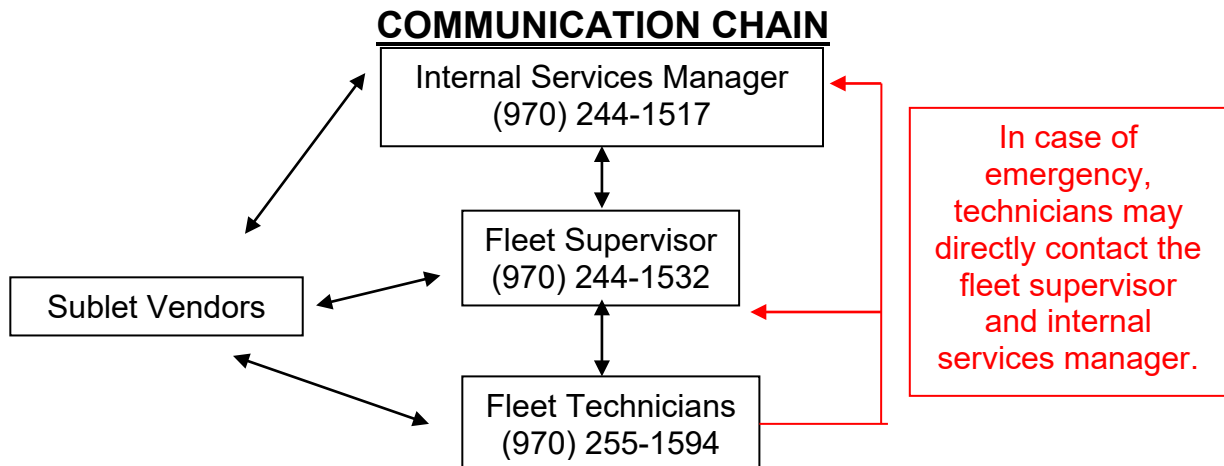 COMMUNICATION CHAIN
Internal Services Manager
(970) 244-1517
Fleet Supervisor
(970) 244-1532
Sublet Vendors
Fleet Technicians
(970) 255-1594
In case of
emergency,
technicians may
directly contact the
fleet supervisor
and internal
services manager.